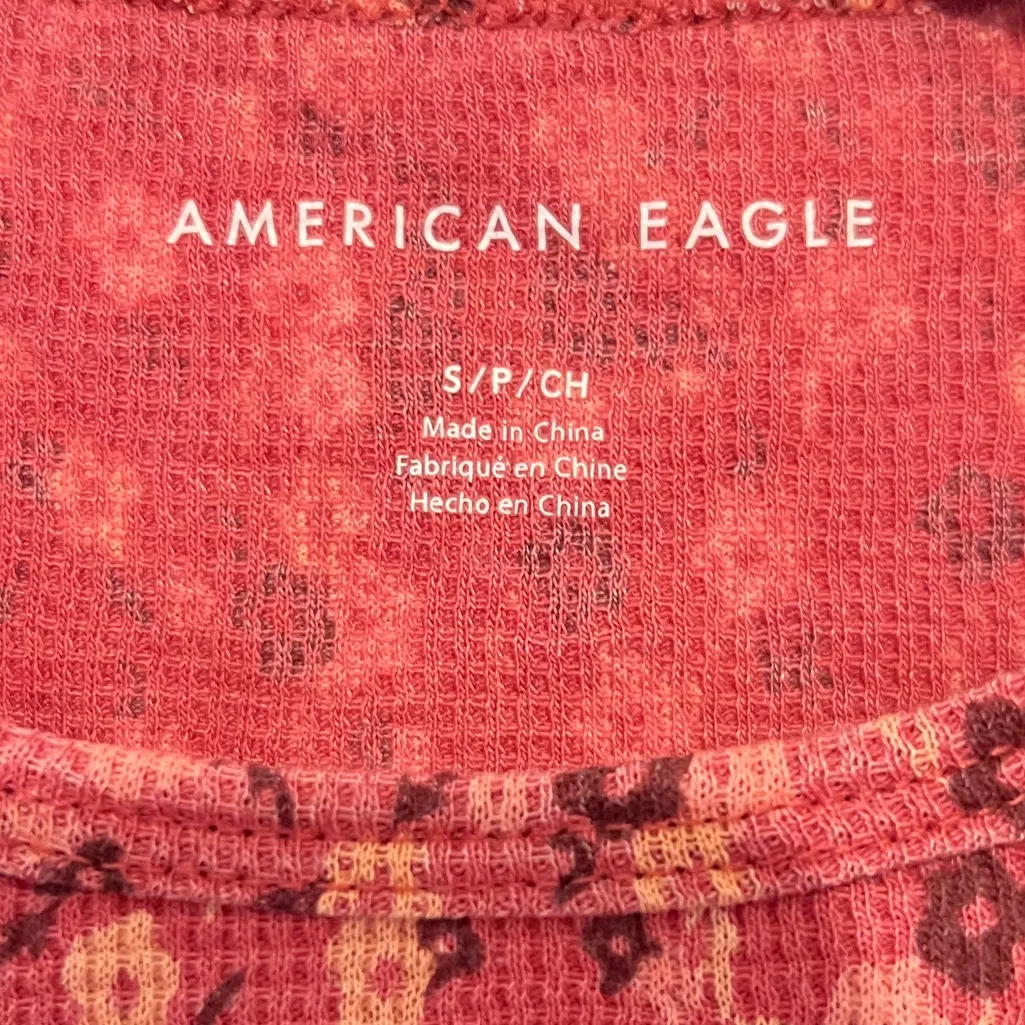 AMERICAN EAGLE
S/P/CH
Made in China
Fabriqué en Chine
Hecho en China